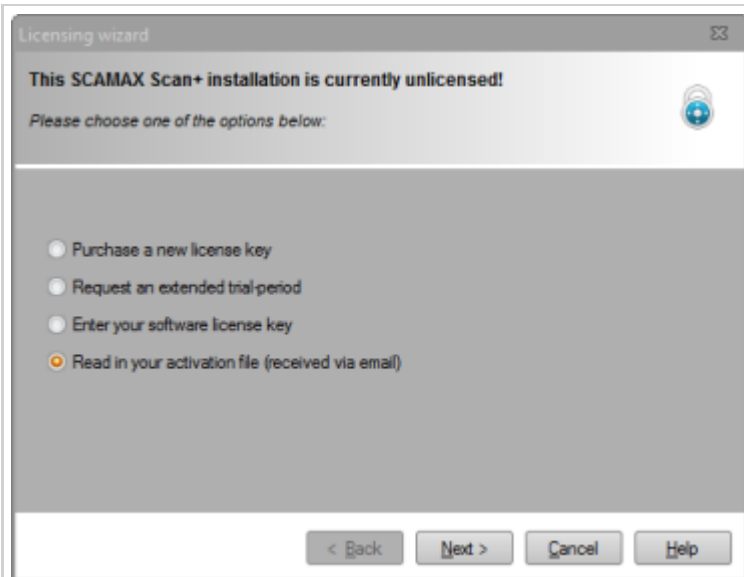 Licensing wizard
This SCAMAX Scan+ installation is currently unlicensed!
Please choose one of the options below:
Purchase a new license key
Request an extended trial-period
Enter your software license key
Read in your activation file (received via email)
< Back Next > Cancel Help